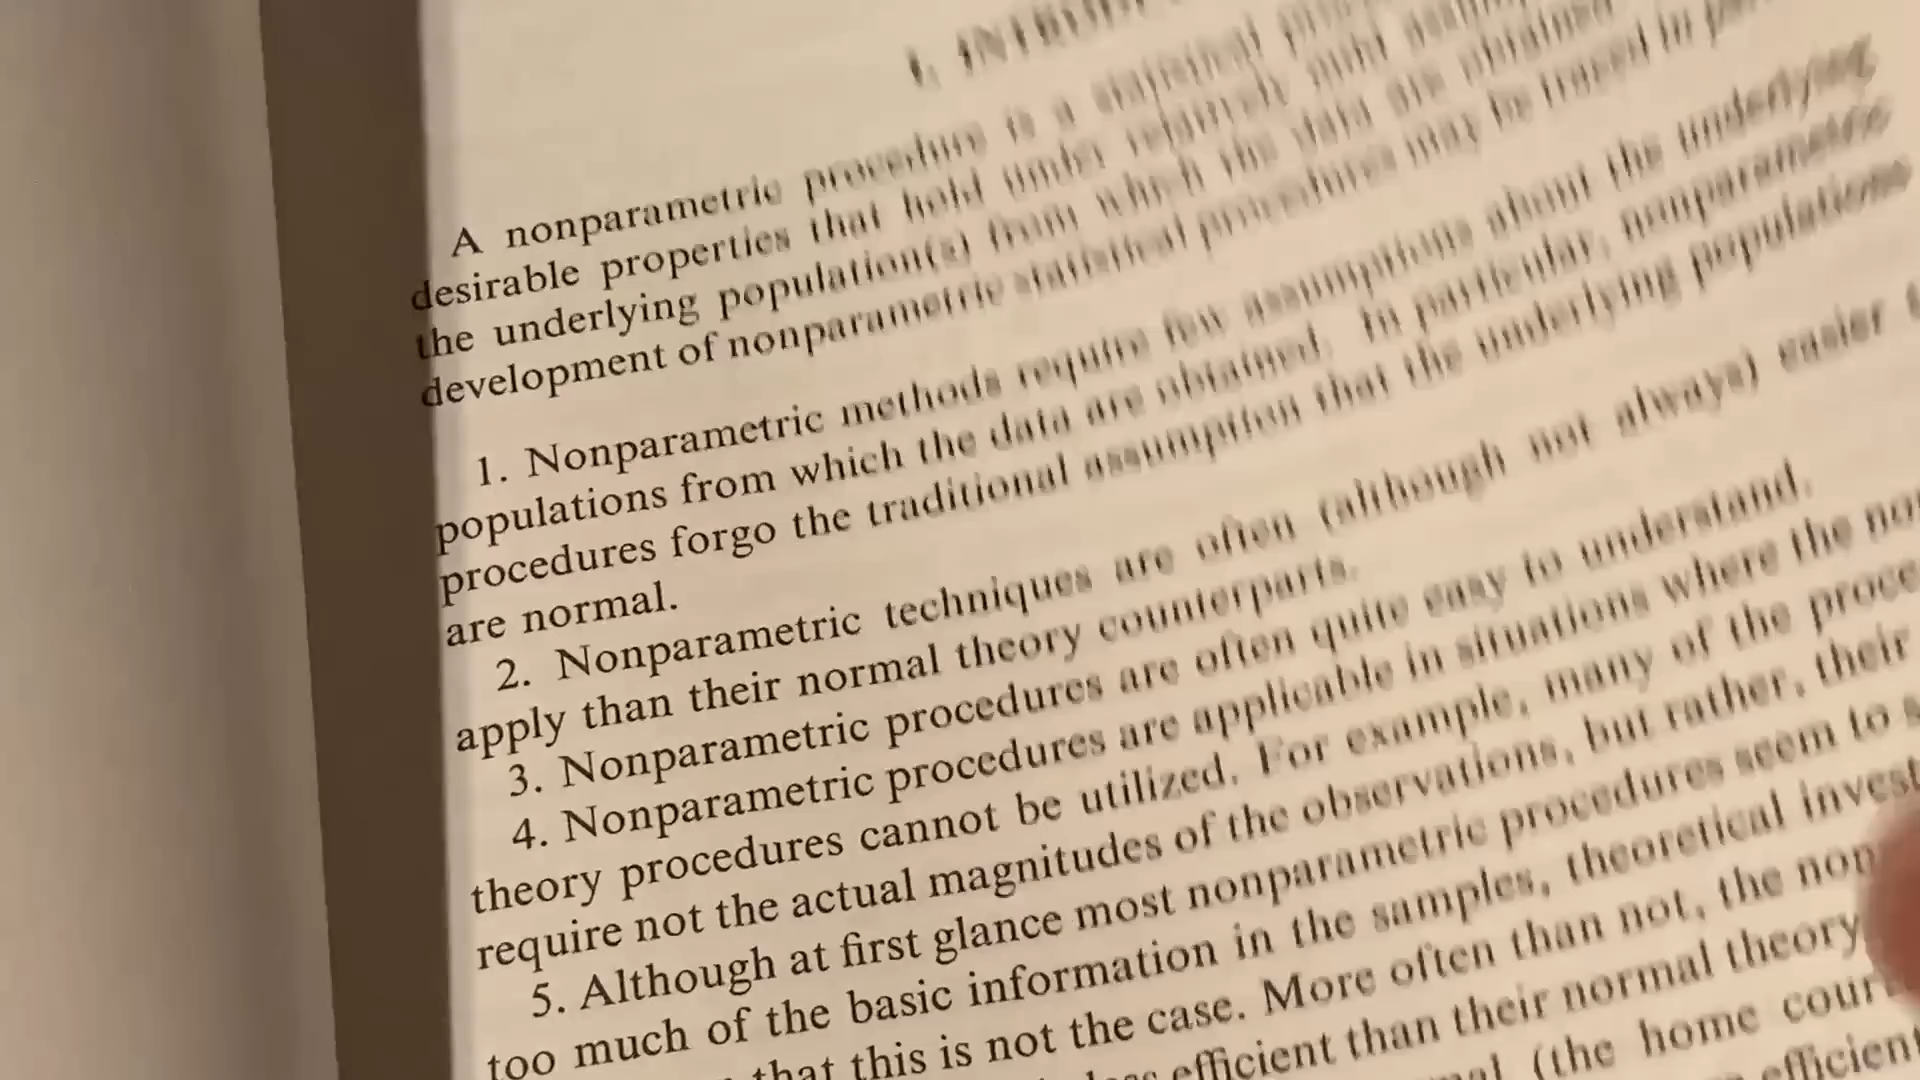 A nonparametric procedure is a statistical
desirable properties that hold under relatively mild
the underlying population(s) from which the data are obtained
development of nonparametric statistical procedures may be traced in
1. Nonparametric methods require few assumptions about the underlying
populations from which the data are obtained. In particular, nonparametric
procedures forgo the traditional assumption that the underlying populations
are normal.
2. Nonparametric techniques are often (although not always) easier
apply than their normal theory counterparts.
3. Nonparametric procedures are often quite easy to understand.
4. Nonparametric procedures are applicable in situations where the
theory procedures cannot be utilized. For example, many of the
require not the actual magnitudes of the observations, but rather, their
5. Although at first glance most nonparametric procedures seem to
too much of the basic information in the samples, theoretical
that this is not the case. More often than not, the
efficient than their normal theory
(the home
efficient